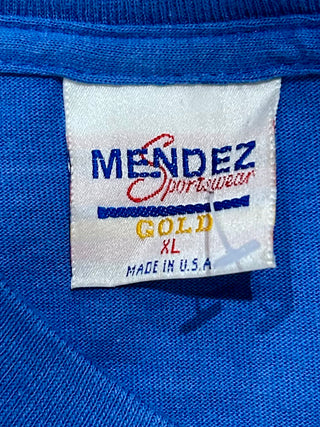 MENDEZ
Sportswear
GOLD
XL
MADE IN U.S.A